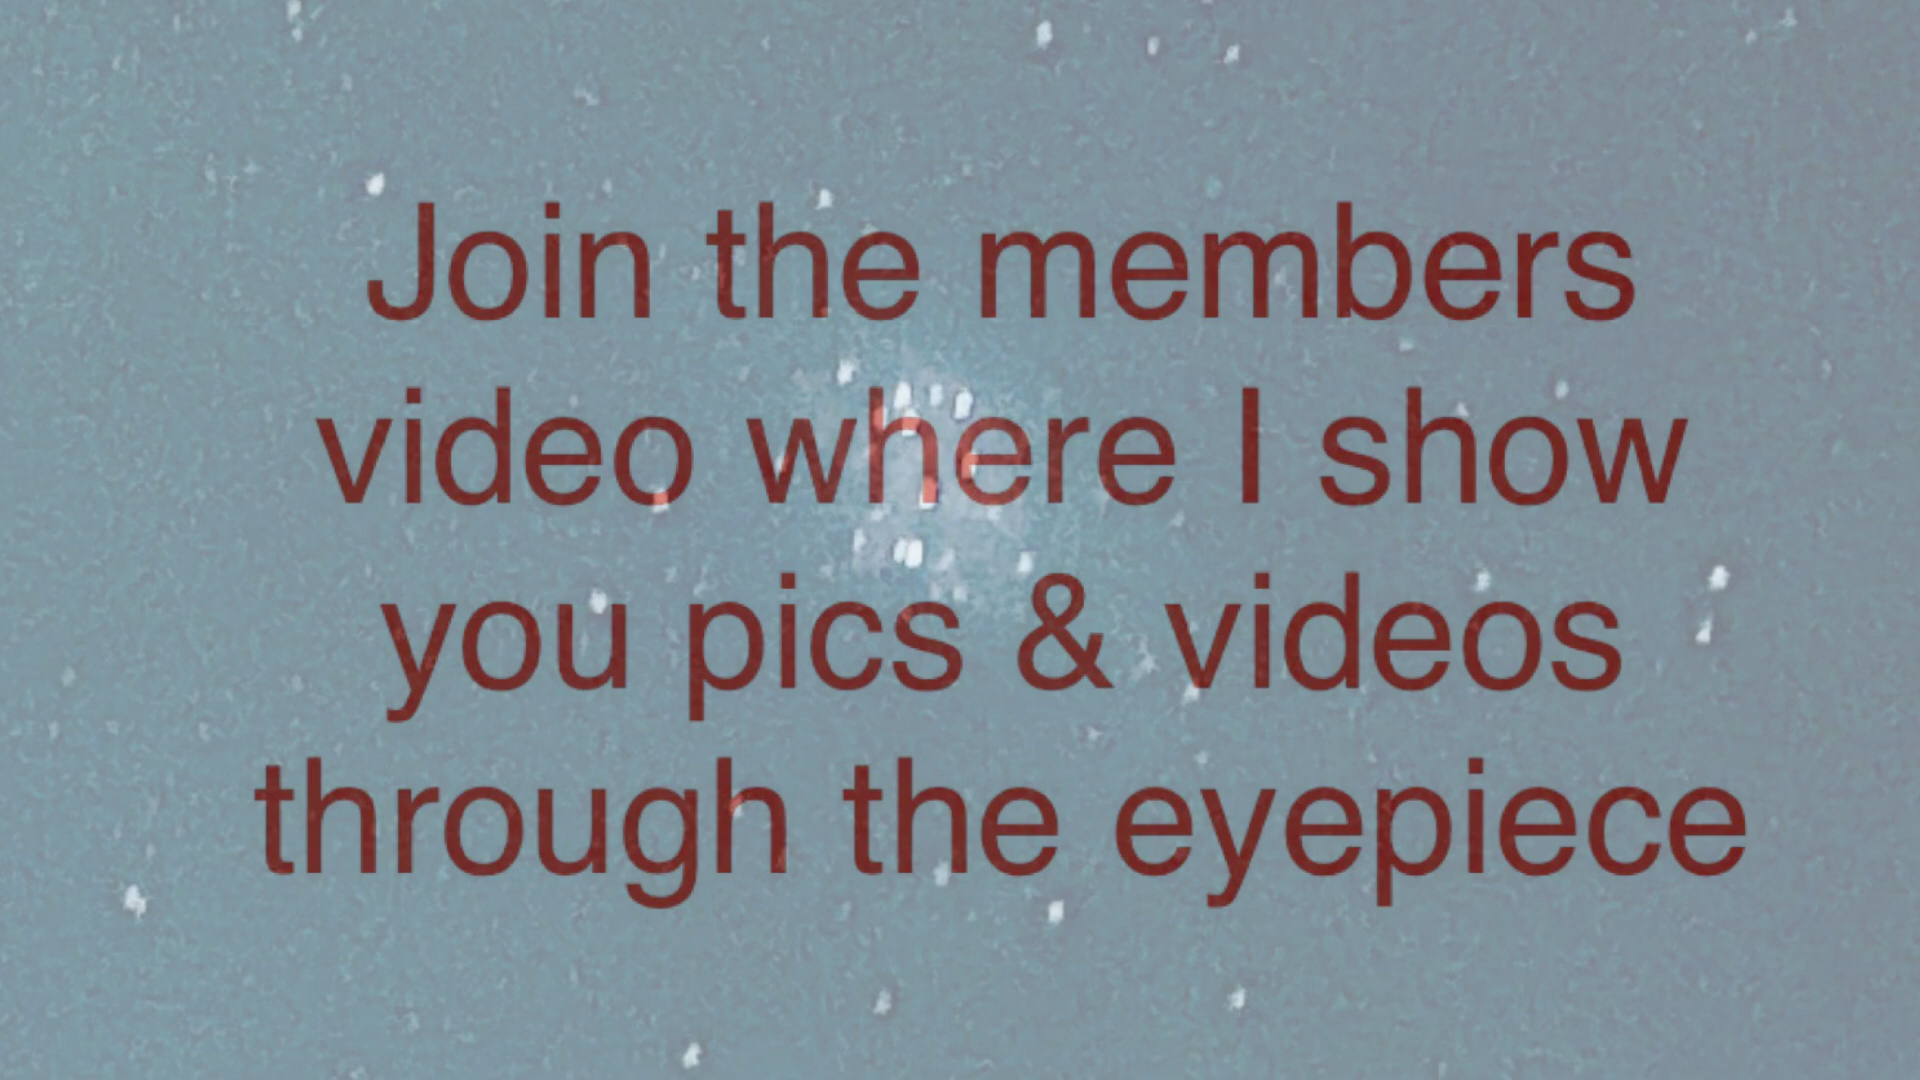 Join the members
video where I show
you pics & videos
through the eyepiece